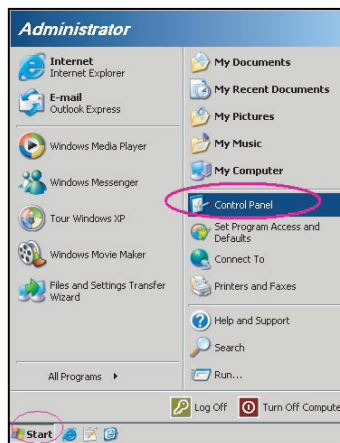 Administrator
Internet
Internet Explorer
E-mail
Outlook Express
Windows Media Player
Windows Messenger
Tour Windows XP
Windows Movie Maker
Files and Settings Transfer
Wizard
All Programs
My Documents
My Recent Documents
My Pictures
My Music
My Computer
Control Panel
Set Program Access and
Defaults
Connect To
Printers and Faxes
Help and Support
Search
Run...
Log Off
Turn Off Compute
Start